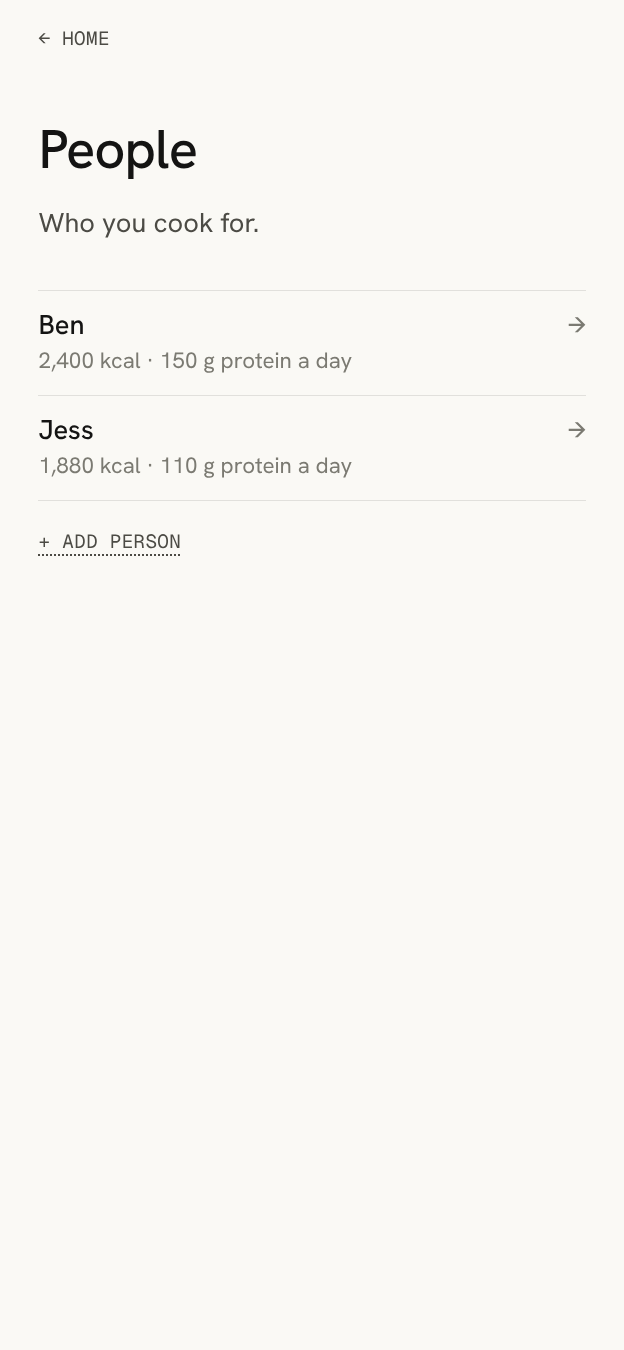 ← HOME
People
Who you cook for.
Ben →
2,400 kcal · 150 g protein a day
Jess →
1,880 kcal · 110 g protein a day
+ ADD PERSON